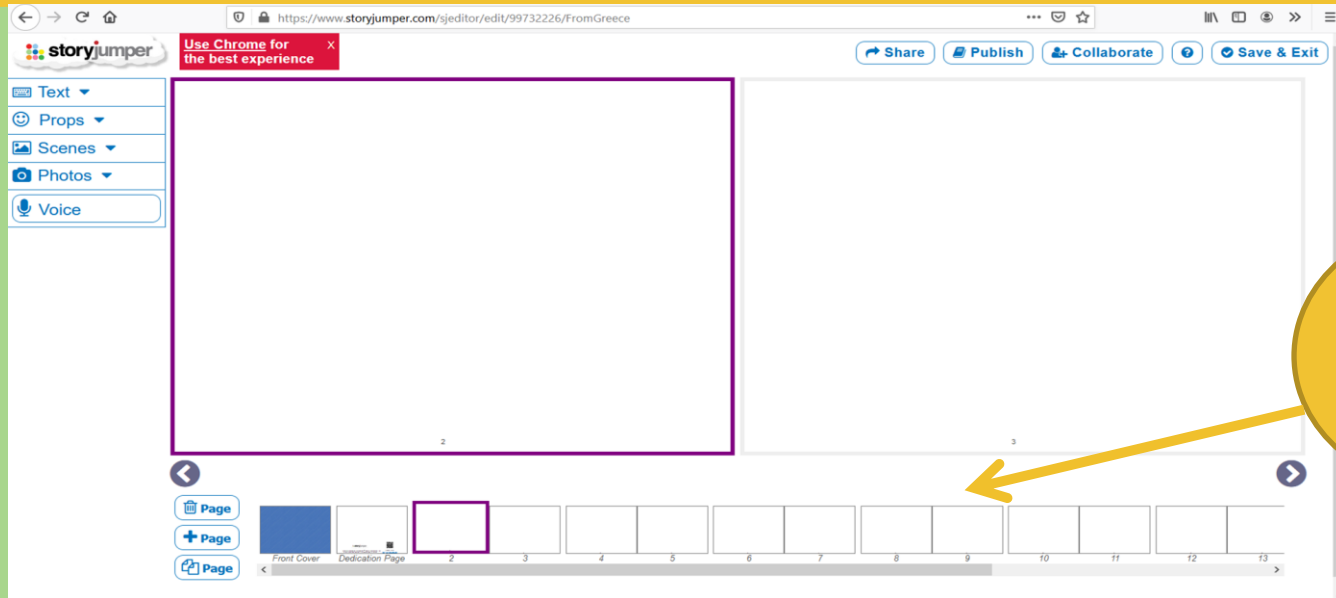 https://www.storyjumper.com/sjeditor/edit/99732226/FromGreece
storyjumper
Use Chrome for X
the best experience
Share
Publish
Collaborate
?
Save & Exit
Text
Props
Scenes
Photos
Voice
2
3
Page
Page
Page
Front Cover
Dedication Page
2
3
4
5
6
7
8
9
10
11
12
13